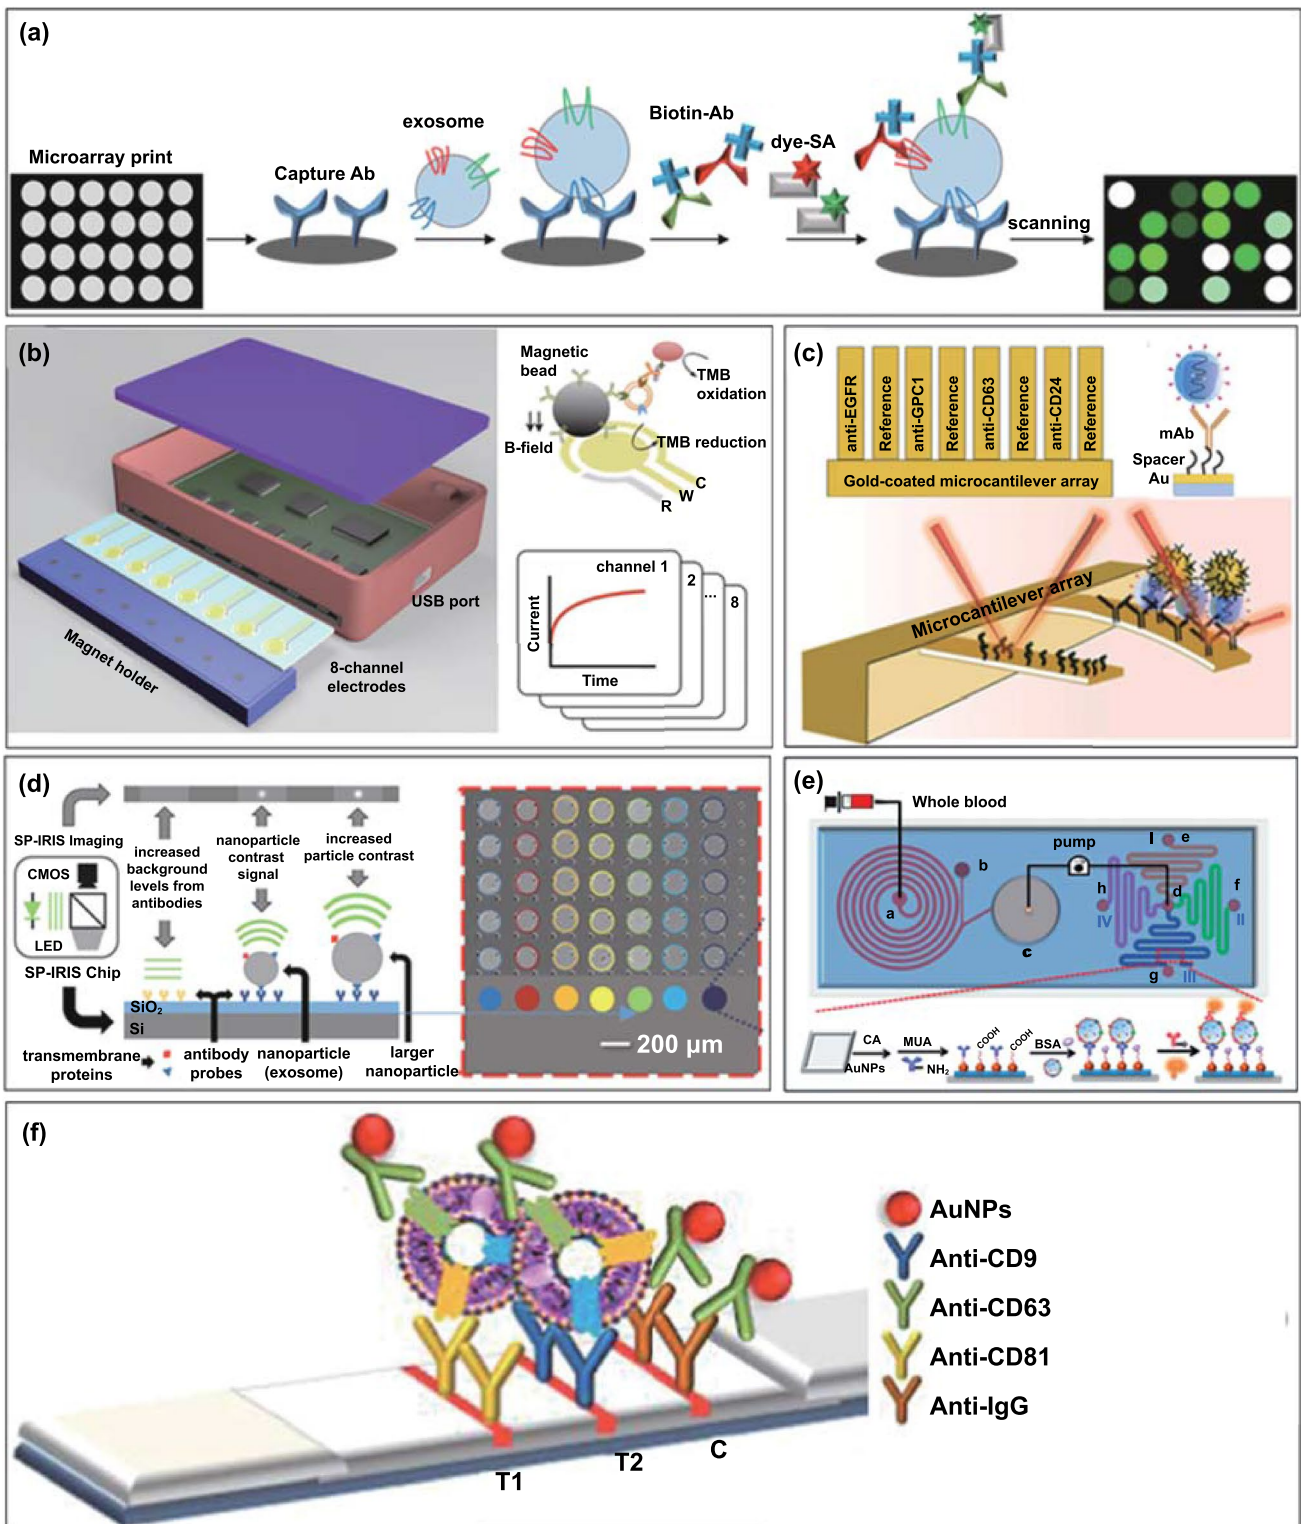 (a)
Microarray print
Capture Ab
exosome
Biotin-Ab
dye-SA
scanning
(b)
USB port
Magnet holder
8-channel
electrodes
Magnetic
bead
B-field
TMB
oxidation
TMB reduction
C
W
R
channel 1
2
...
8
Current
Time
(c)
anti-EGFR
Reference
anti-GPC1
Reference
anti-CD63
Reference
anti-CD24
Reference
Gold-coated microcantilever array
mAb
Spacer
Au
Microcantilever array
(d)
SP-IRIS Imaging
CMOS
LED
SP-IRIS Chip
increased
background
levels from
antibodies
nanoparticle
contrast
signal
increased
particle contrast
SiO₂
Si
transmembrane
proteins
antibody
probes
nanoparticle
(exosome)
larger
nanoparticle
200 µm
(e)
Whole blood
pump
a
b
c
d
I
e
f
II
h
IV
g
III
AuNPs
CA
MUA
NH₂
COOH
COOH
BSA
(f)
T1
T2
C
AuNPs
Anti-CD9
Anti-CD63
Anti-CD81
Anti-IgG